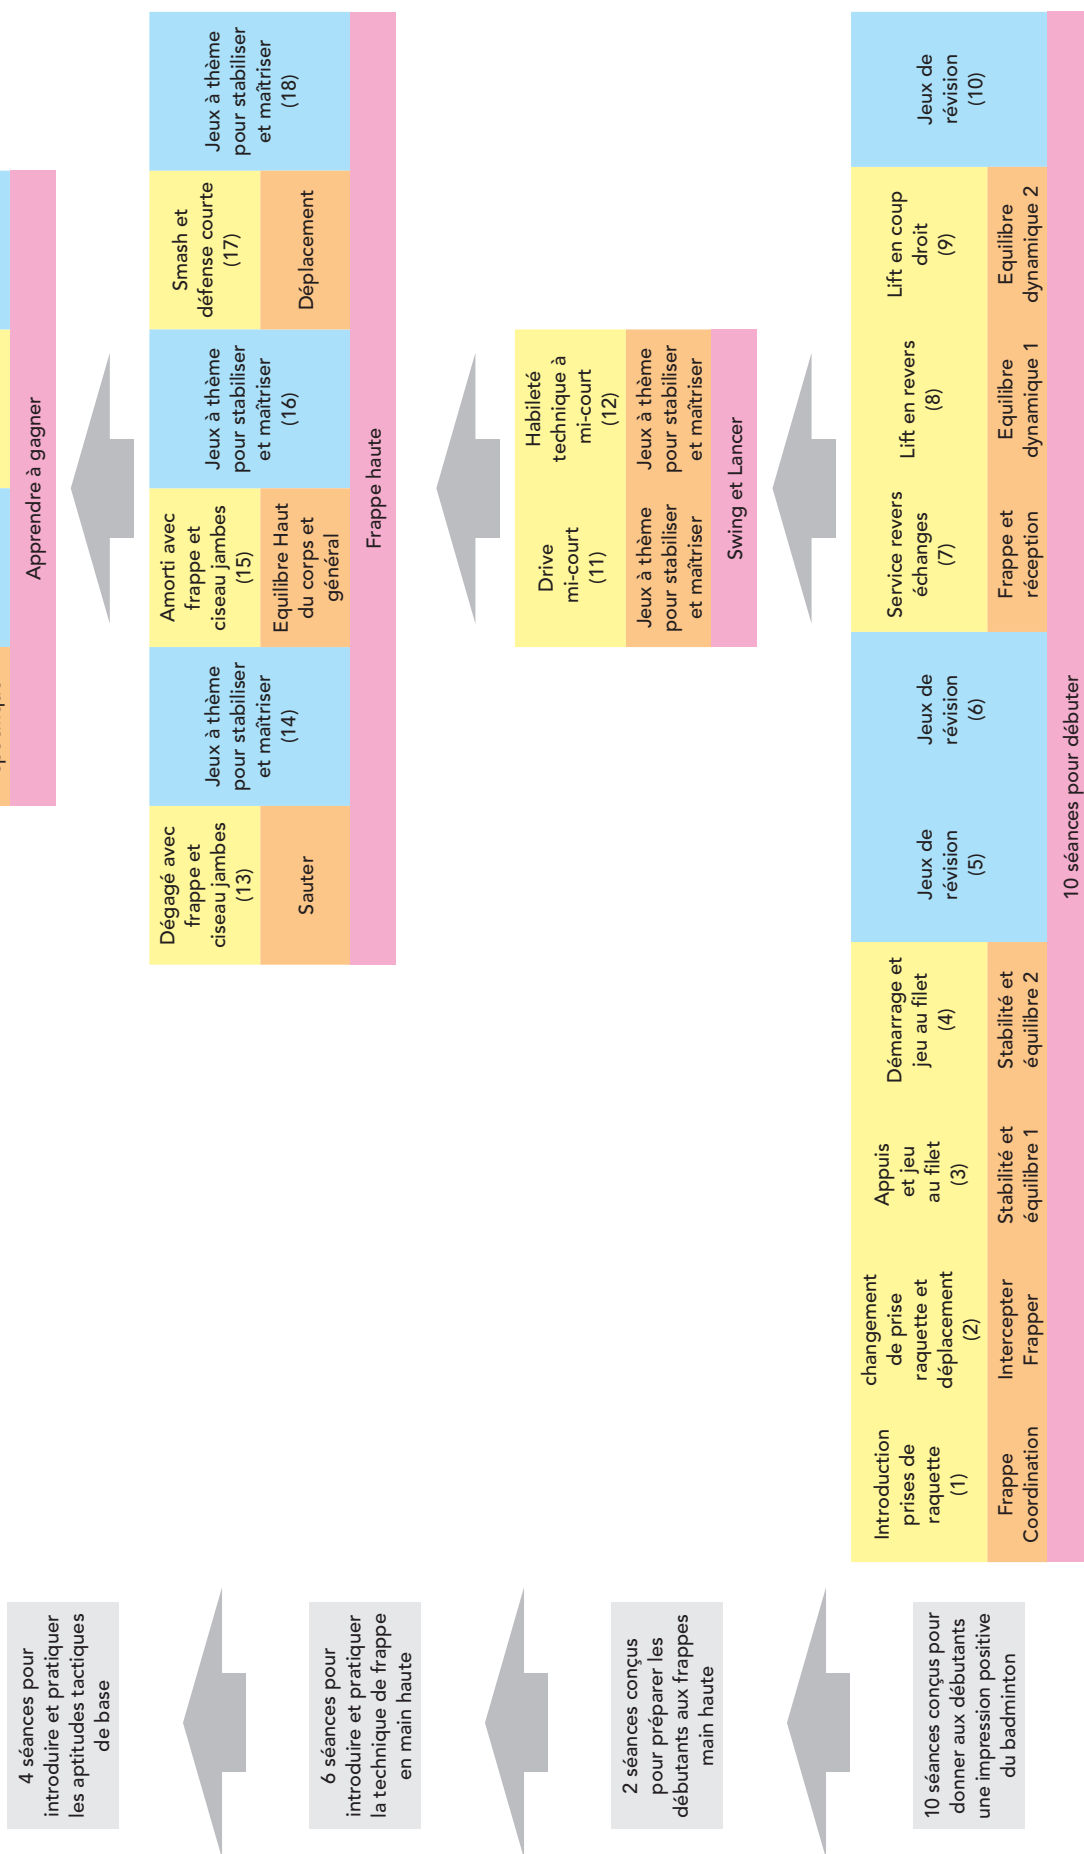 4 séances pour
introduire et pratiquer
les aptitudes tactiques
de base
Apprendre à gagner
6 séances pour
introduire et pratiquer
la technique de frappe
en main haute
Dégagé avec
frappe et
ciseau jambes
(13)
Sauter
Jeux à thème
pour stabiliser
et maîtriser
(14)
Amorti avec
frappe et
ciseau jambes
(15)
Equilibre Haut
du corps et
général
Jeux à thème
pour stabiliser
et maîtriser
(16)
Smash et
défense courte
(17)
Déplacement
Jeux à thème
pour stabiliser
et maîtriser
(18)
Frappe haute
2 séances conçus
pour préparer les
débutants aux frappes
main haute
Drive
mi-court
(11)
Jeux à thème
pour stabiliser
et maîtriser
Habileté
technique à
mi-court
(12)
Jeux à thème
pour stabiliser
et maîtriser
Swing et Lancer
10 séances conçus pour
donner aux débutants
une impression positive
du badminton
Introduction
prises de
raquette
(1)
Frappe
Coordination
changement
de prise
raquette et
déplacement
(2)
Intercepter
Frapper
Appuis
et jeu
au filet
(3)
Stabilité et
équilibre 1
Démarrage et
jeu au filet
(4)
Stabilité et
équilibre 2
Jeux de
révision
(5)
Jeux de
révision
(6)
Service revers
échanges
(7)
Frappe et
réception
Lift en revers
(8)
Equilibre
dynamique 1
Lift en coup
droit
(9)
Equilibre
dynamique 2
Jeux de
révision
(10)
10 séances pour débuter